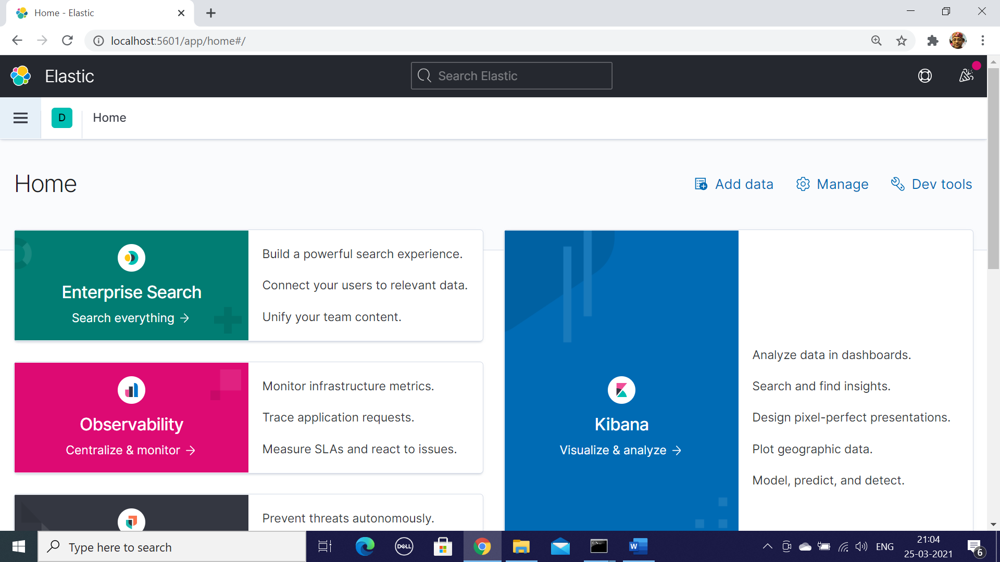 Home - Elastic
localhost:5601/app/home#/
Elastic
Search Elastic
D
Home
Home
Add data
Manage
Dev tools
Enterprise Search
Search everything →
Build a powerful search experience.
Connect your users to relevant data.
Unify your team content.
Observability
Centralize & monitor →
Monitor infrastructure metrics.
Trace application requests.
Measure SLAs and react to issues.
Prevent threats autonomously.
Kibana
Visualize & analyze →
Analyze data in dashboards.
Search and find insights.
Design pixel-perfect presentations.
Plot geographic data.
Model, predict, and detect.
Type here to search
DELL
W
ENG
21:04
25-03-2021
6